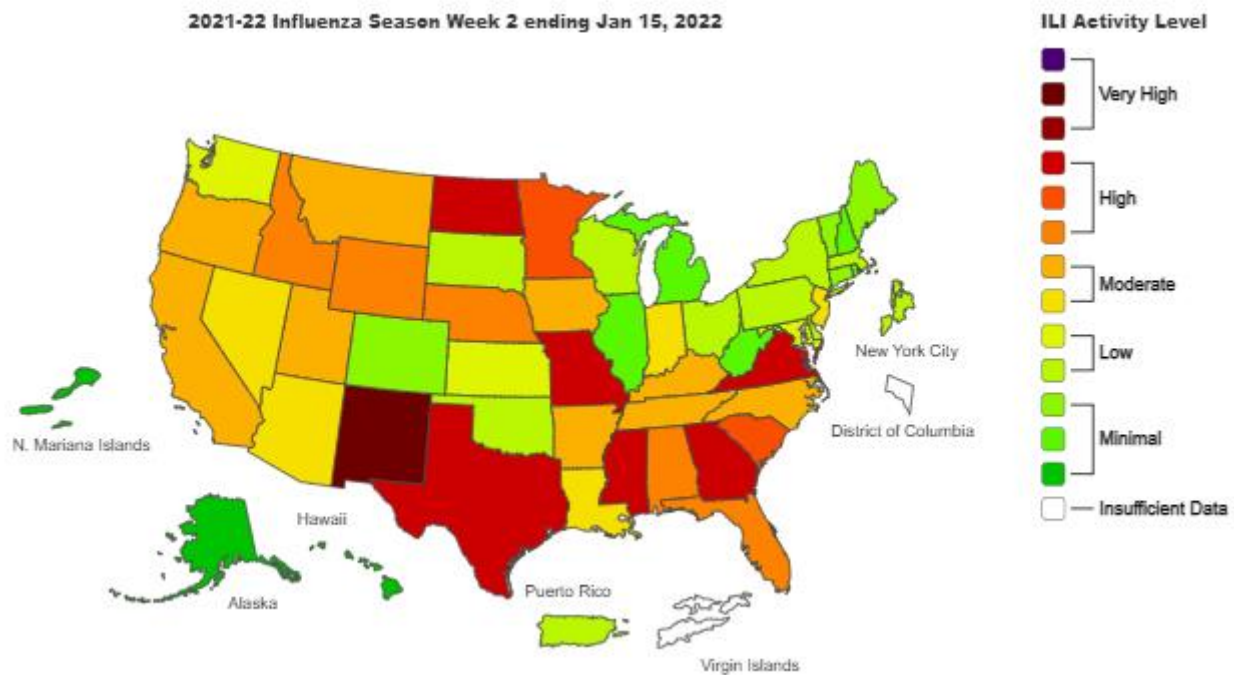 2021-22 Influenza Season Week 2 ending Jan 15, 2022
ILI Activity Level
Very High
High
Moderate
Low
Minimal
Insufficient Data
New York City
District of Columbia
N. Mariana Islands
Hawaii
Alaska
Puerto Rico
Virgin Islands